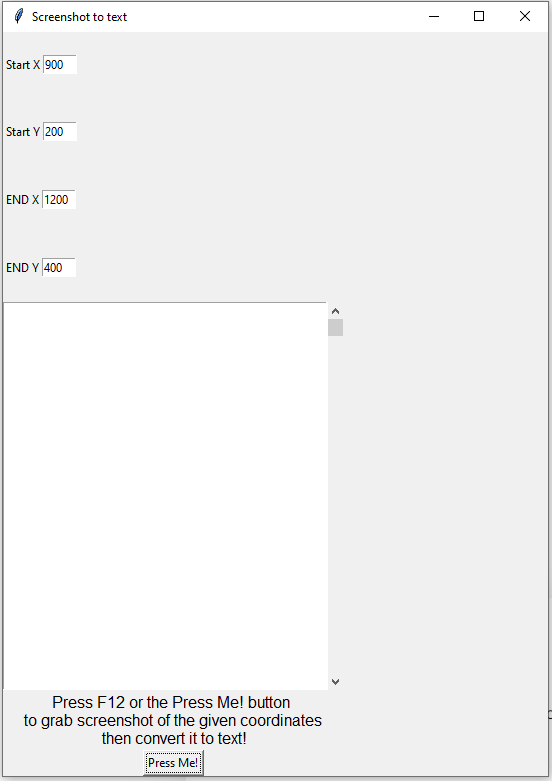 Screenshot to text
Start X 900
Start Y 200
END X 1200
END Y 400
Press F12 or the Press Me! button
to grab screenshot of the given coordinates
then convert it to text!
Press Me!